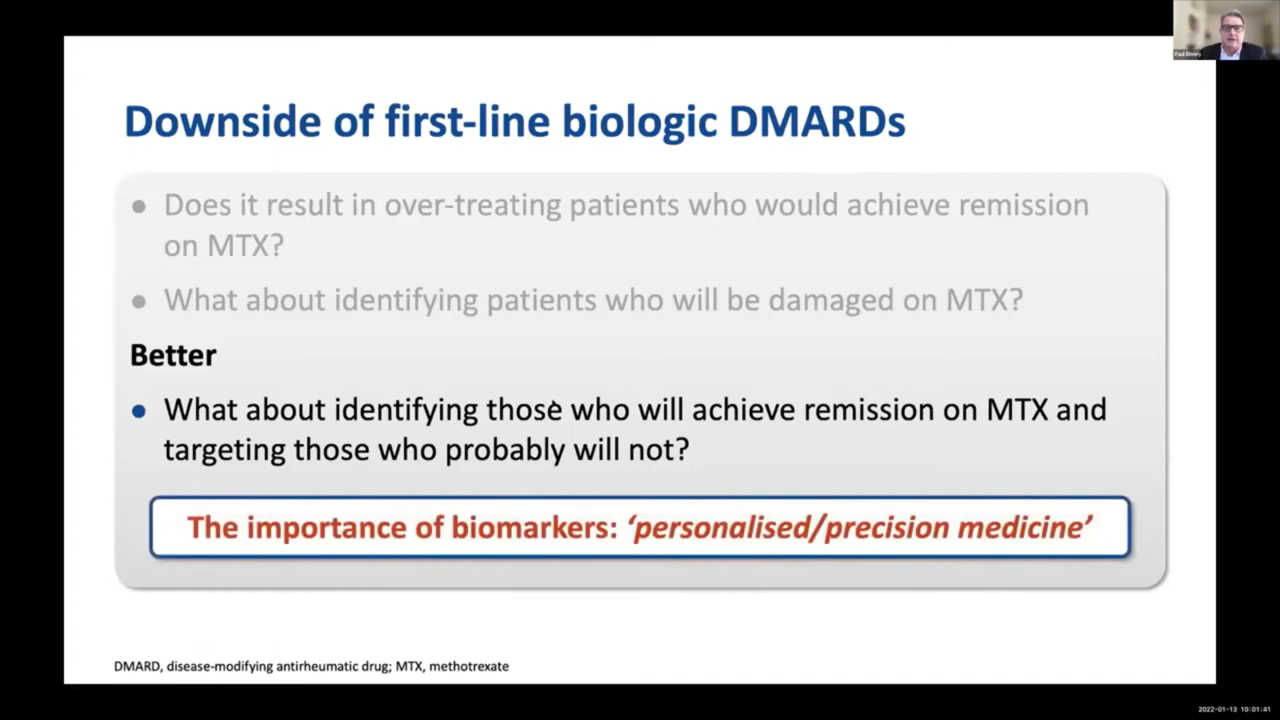 Paul Emery
Downside of first-line biologic DMARDs
• Does it result in over-treating patients who would achieve remission
on MTX?
• What about identifying patients who will be damaged on MTX?
Better
• What about identifying those who will achieve remission on MTX and
targeting those who probably will not?
The importance of biomarkers: ‘personalised/precision medicine’
DMARD, disease-modifying antirheumatic drug; MTX, methotrexate
2022-01-13 10:01:41